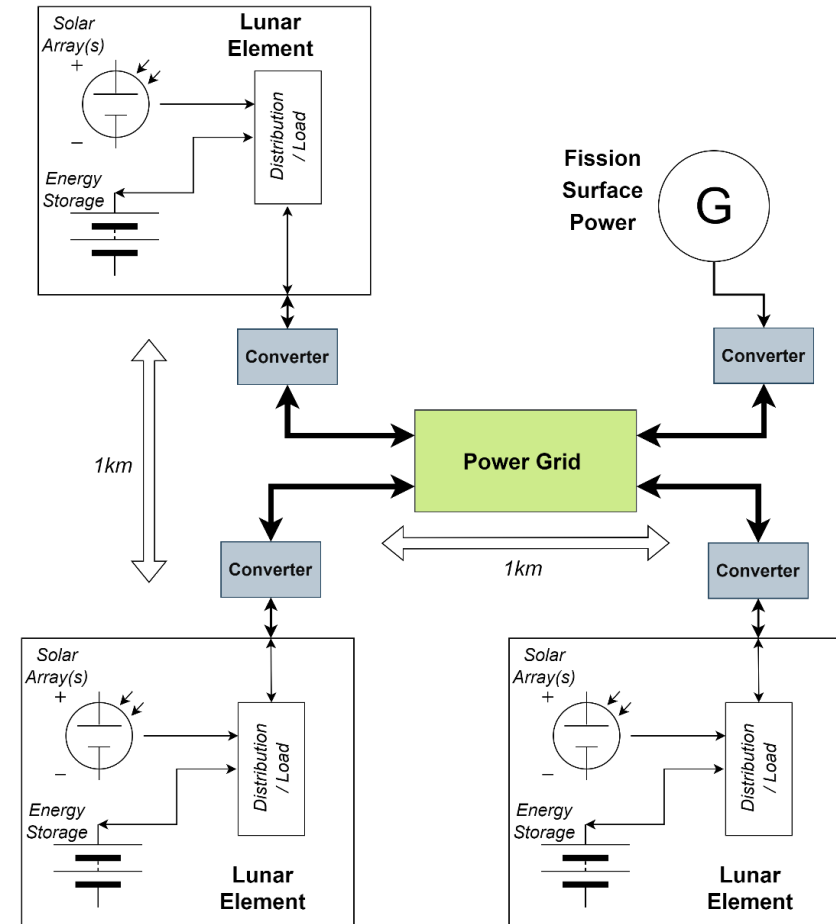 Solar
Array(s)
+
−
Lunar
Element
Distribution
/ Load
Energy
Storage
Fission
Surface
Power
G
Converter
Converter
1km
Power Grid
Converter
1km
Converter
Solar
Array(s)
+
−
Distribution
/ Load
Energy
Storage
Lunar
Element
Solar
Array(s)
+
−
Distribution
/ Load
Energy
Storage
Lunar
Element